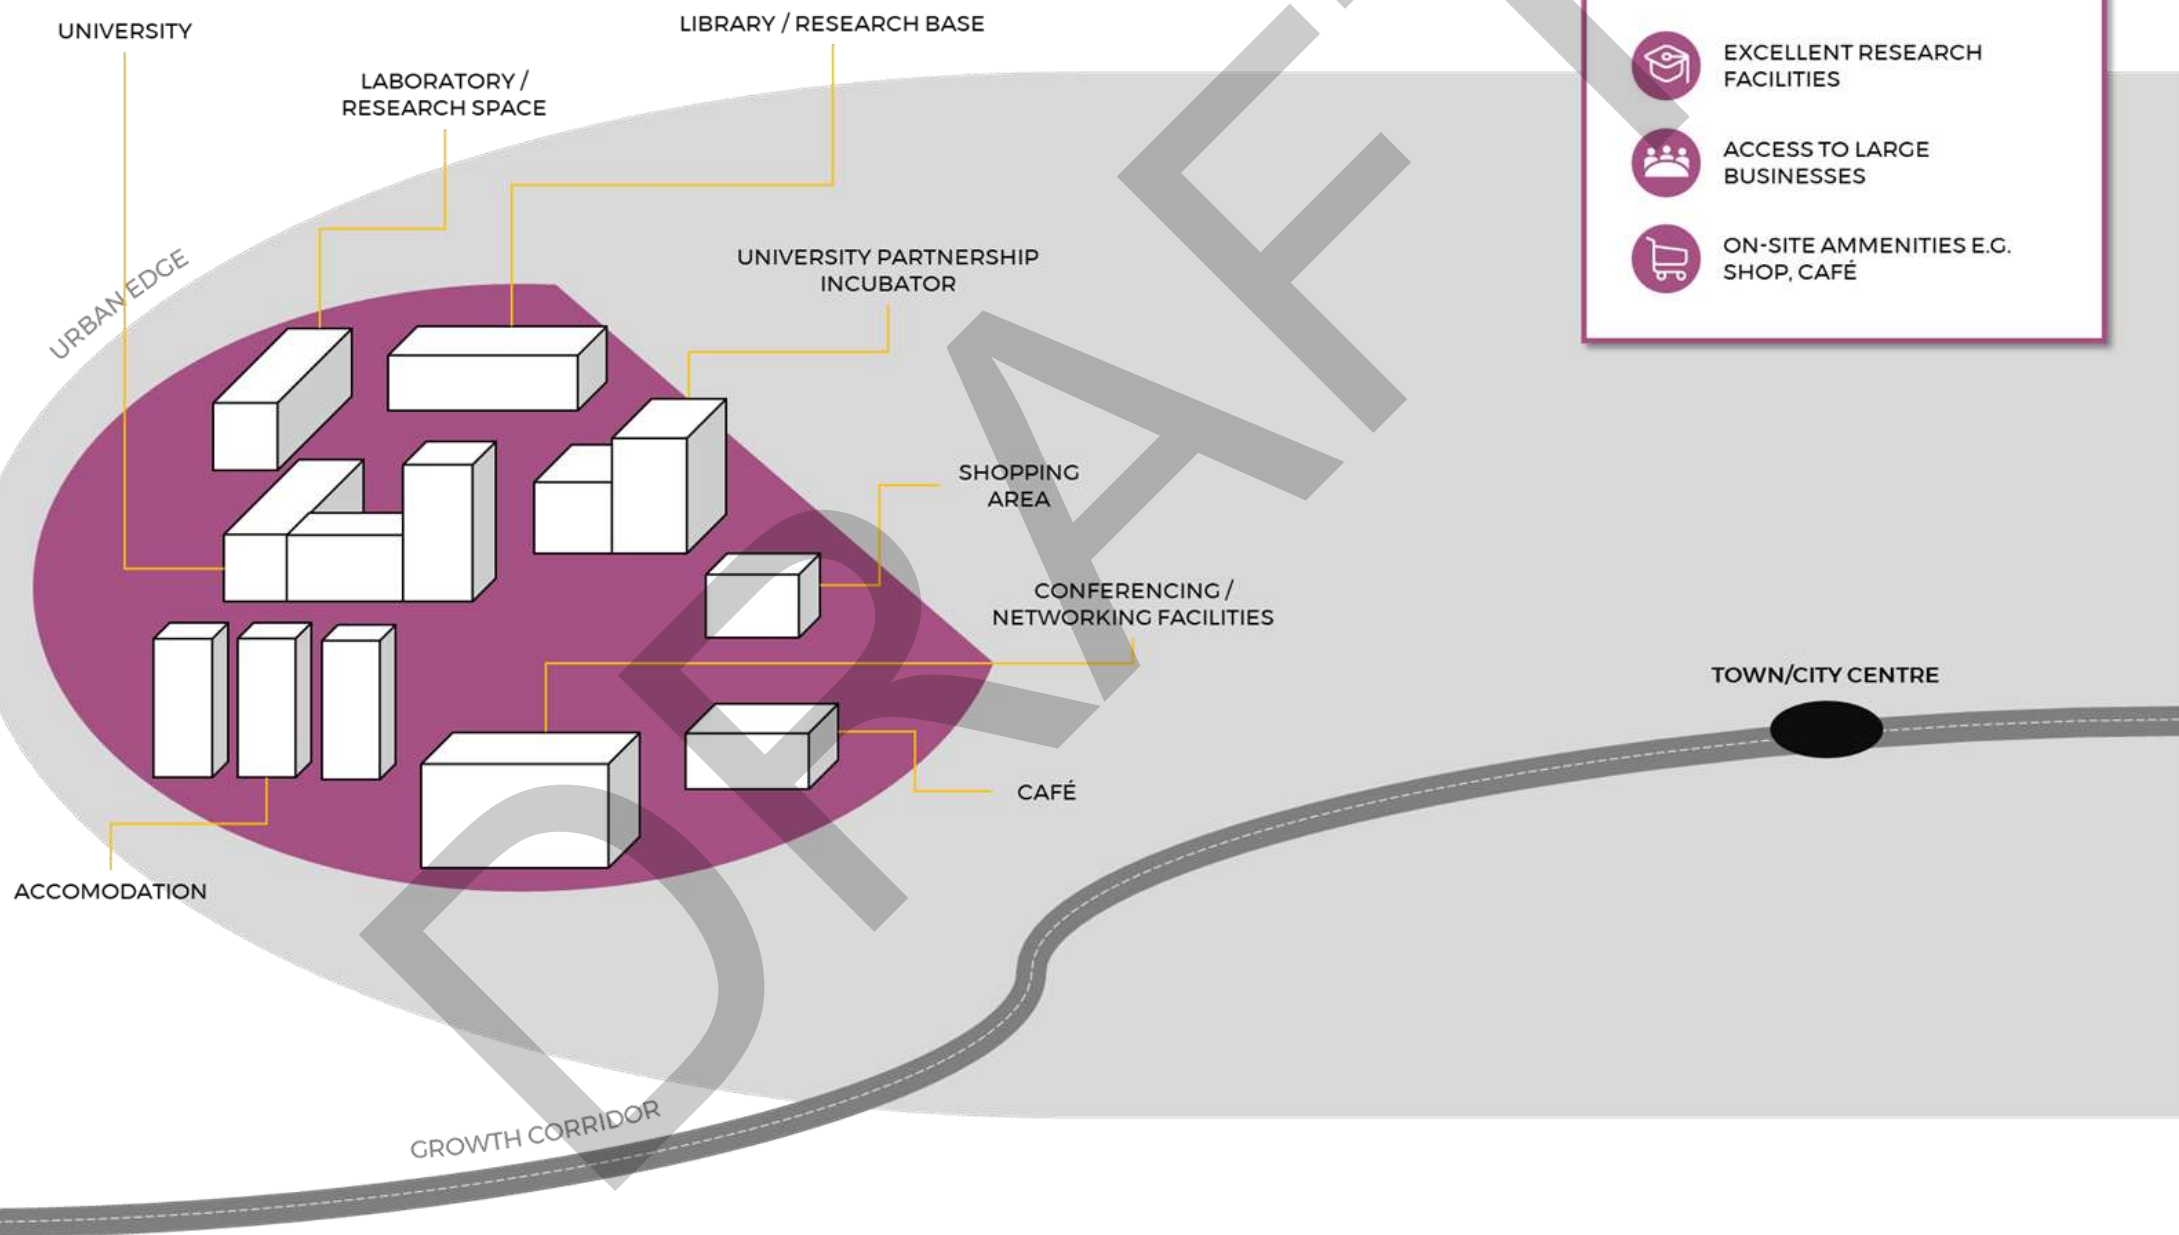 UNIVERSITY
LIBRARY / RESEARCH BASE
LABORATORY /
RESEARCH SPACE
EXCELLENT RESEARCH
FACILITIES
ACCESS TO LARGE
BUSINESSES
ON-SITE AMMENITIES E.G.
SHOP, CAFÉ
URBAN EDGE
UNIVERSITY PARTNERSHIP
INCUBATOR
SHOPPING
AREA
CONFERENCING /
NETWORKING FACILITIES
TOWN/CITY CENTRE
CAFÉ
ACCOMODATION
GROWTH CORRIDOR
DRAFT